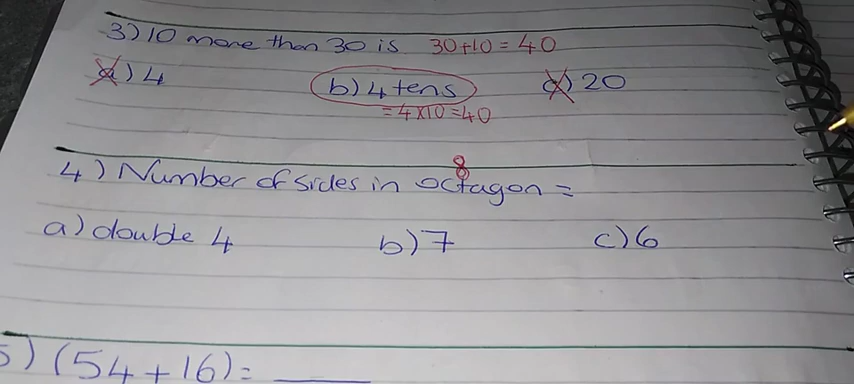 3) 10 more than 30 is 30+10=40
a) 4 b) 4 tens c) 20
=4×10=40
8
4) Number of sides in octagon =
a) double 4 b) 7 c) 6
5) (54+16)= ____